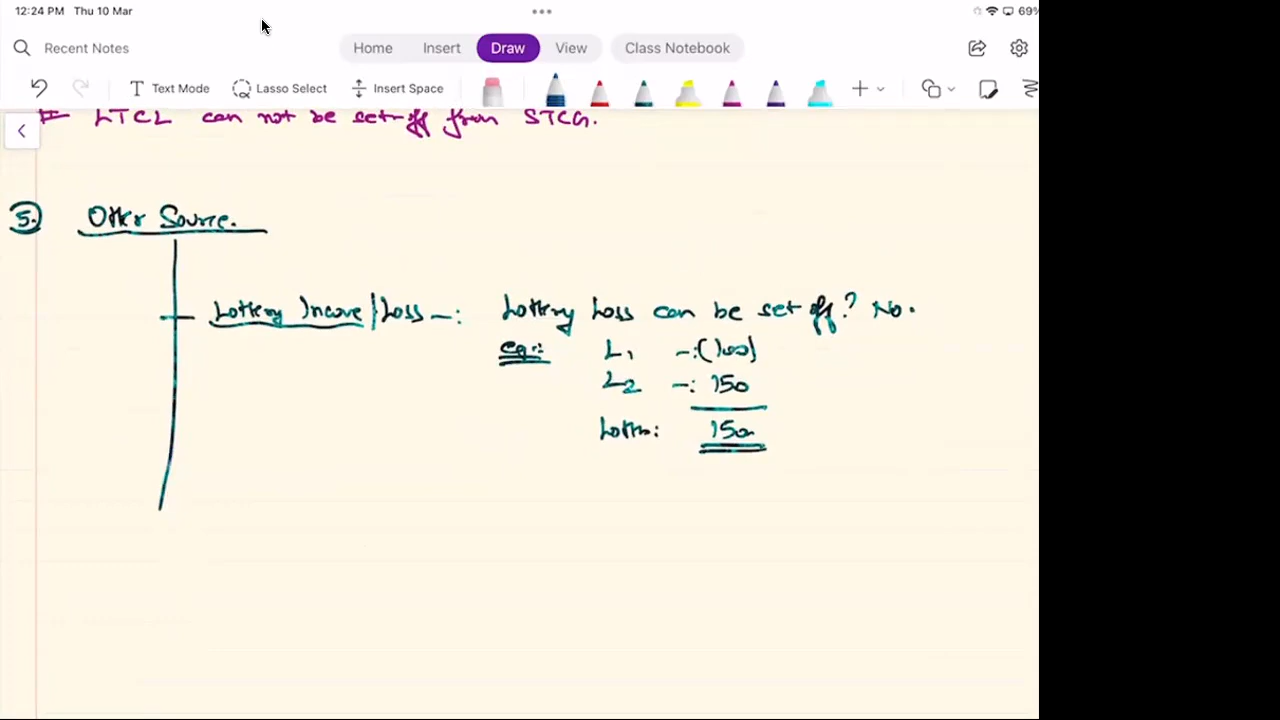 12:24 PM Thu 10 Mar
69%
Recent Notes
Home Insert Draw View Class Notebook
Text Mode Lasso Select Insert Space
LTCL can not be set-off from STCG.
5. Other Source.
Lottery Income/Loss -: Lottery Loss can be set off? No.
eg:- L1 -: (100)
L2 -: 150
150